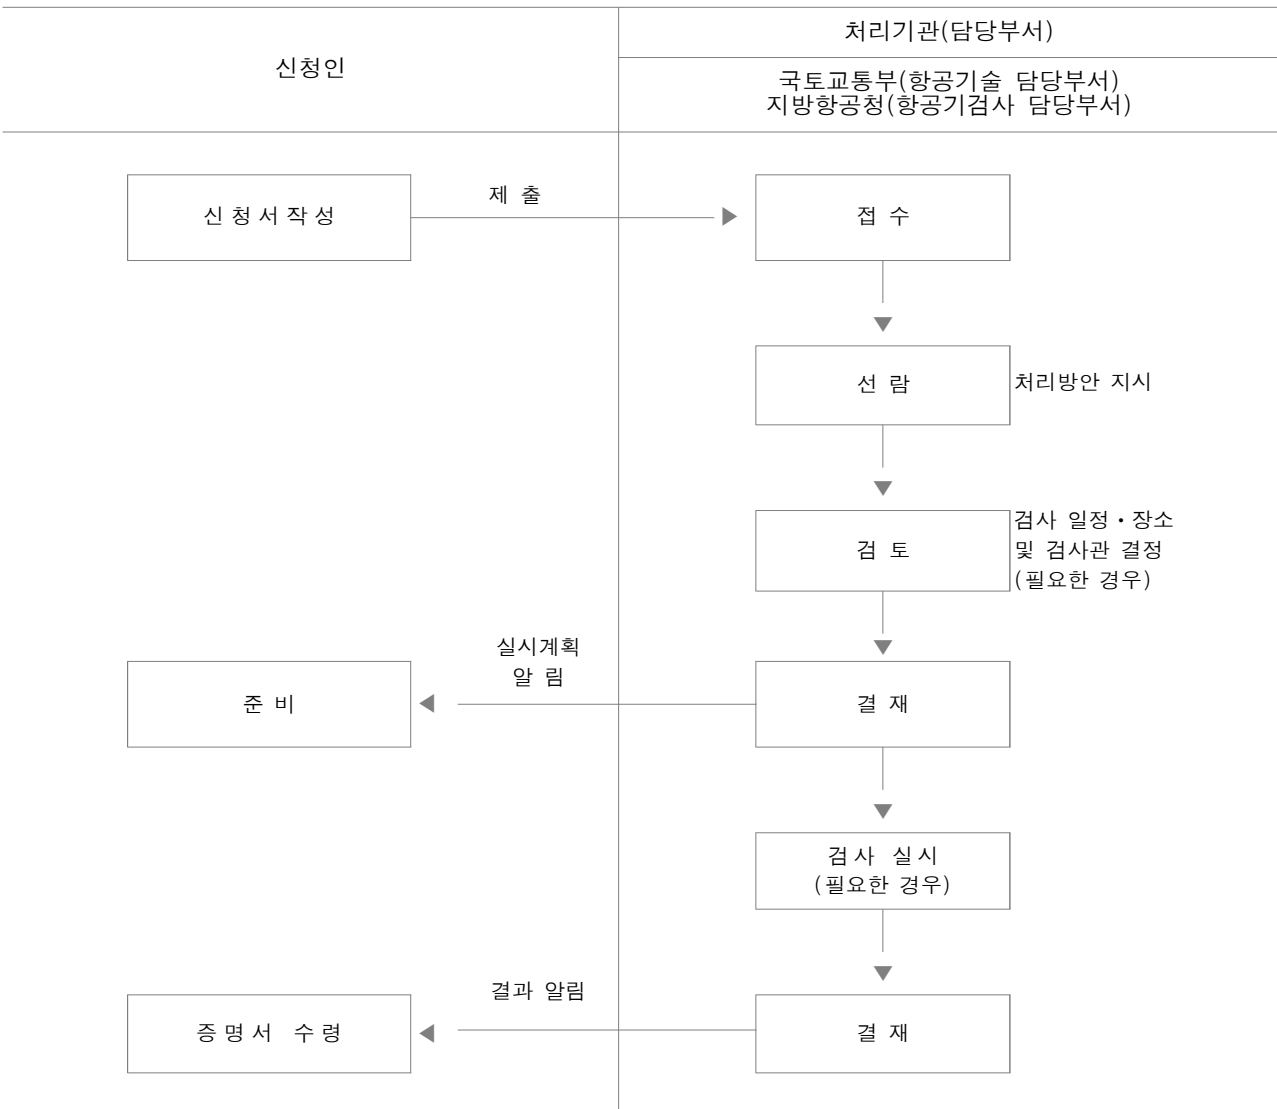 신청인
처리기관(담당부서)
국토교통부(항공기술 담당부서)
지방항공청(항공기검사 담당부서)
신청서작성
제 출
접 수
선 람
처리방안 지시
검 토
검사 일정·장소
및 검사관 결정
(필요한 경우)
실시계획
알 림
준 비
결 재
검사 실시
(필요한 경우)
결과 알림
증명서 수령
결 재